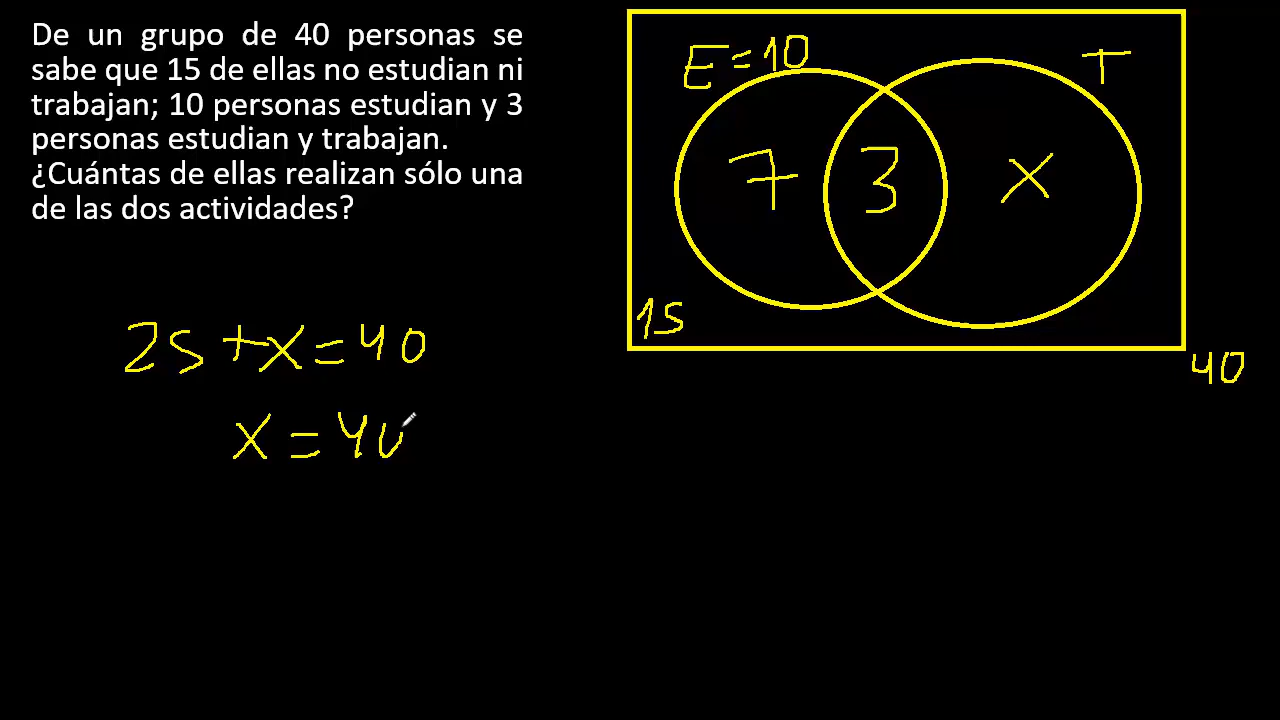 De un grupo de 40 personas se
sabe que 15 de ellas no estudian ni
trabajan; 10 personas estudian y 3
personas estudian y trabajan.
¿Cuántas de ellas realizan sólo una
de las dos actividades?
E=10
T
7
3
x
15
40
25+x=40
x=40